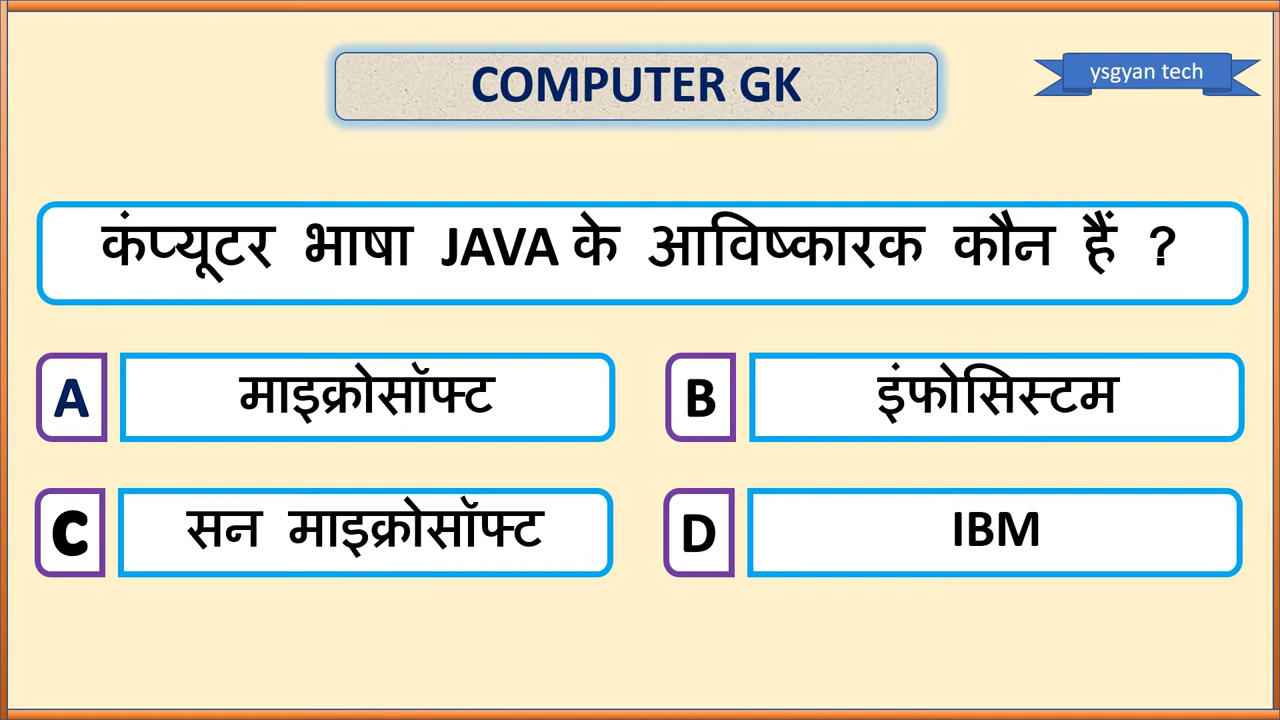 COMPUTER GK
ysgyan tech
कंप्यूटर भाषा JAVA के आविष्कारक कौन हैं ?
A माइक्रोसॉफ्ट
B इंफोसिस्टम
C सन माइक्रोसॉफ्ट
D IBM